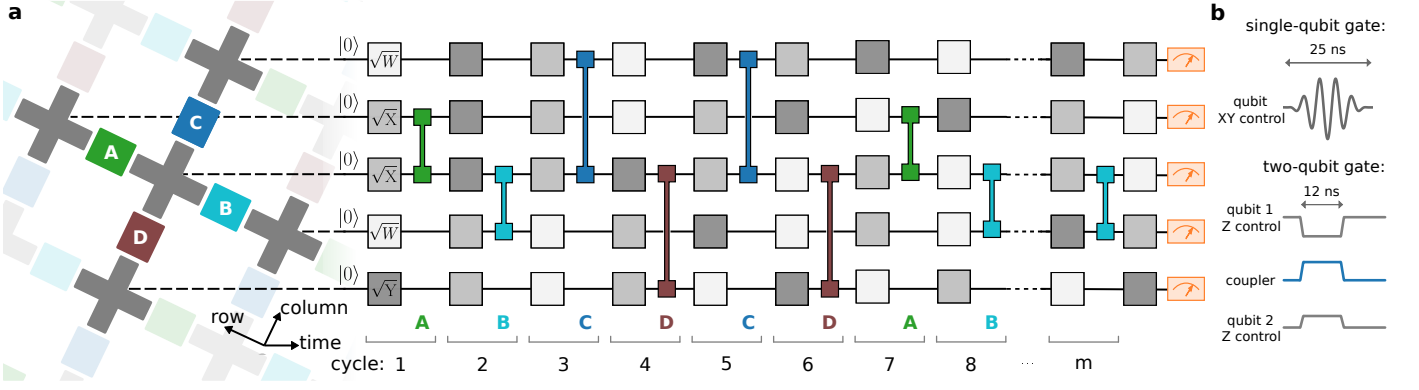 a
|0⟩
|0⟩
|0⟩
|0⟩
|0⟩
√W
√X
√X
√W
√Y
A
B
C
D
row
column
time
A B C D C D A B
cycle: 1 2 3 4 5 6 7 8 ... m
b
single-qubit gate:
25 ns
qubit
XY control
two-qubit gate:
12 ns
qubit 1
Z control
coupler
qubit 2
Z control